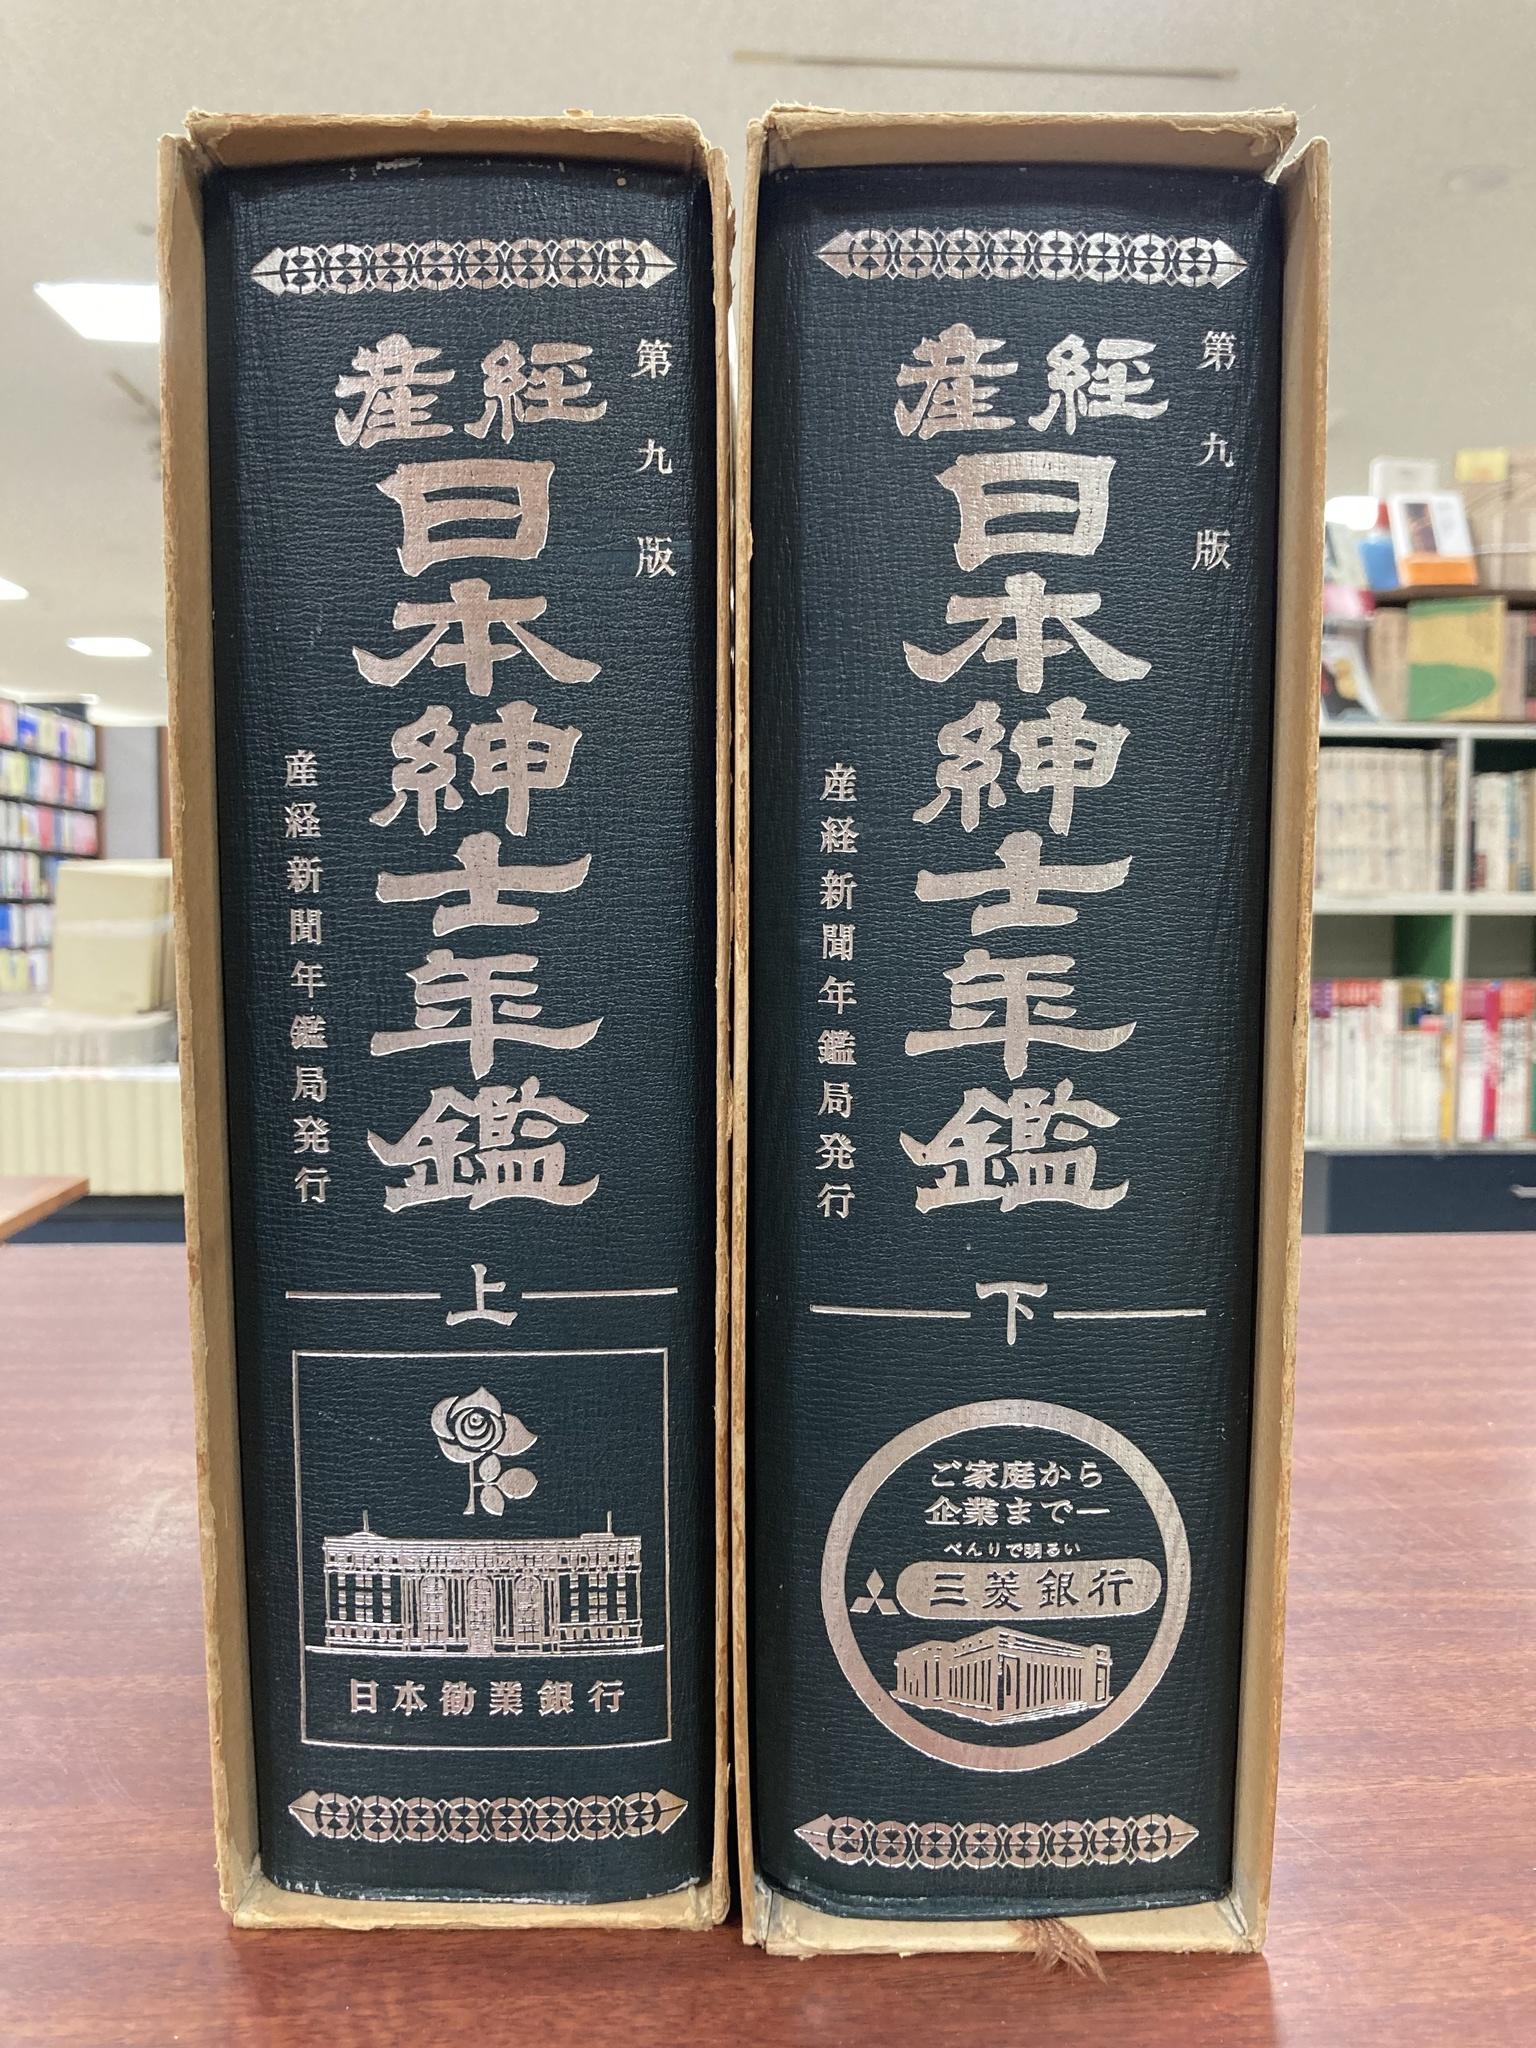 第九版
産経
日本紳士年鑑
産経新聞年鑑局発行
上
日本勧業銀行
第九版
産経
日本紳士年鑑
産経新聞年鑑局発行
下
ご家庭から
企業まで—
べんりで明るい
三菱銀行